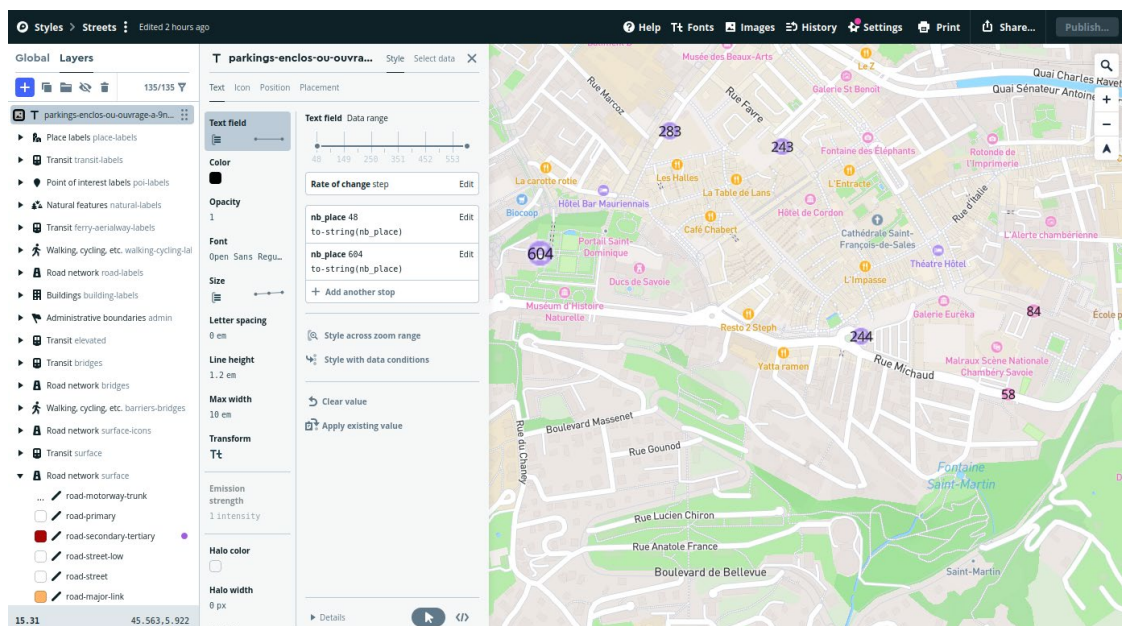 Styles > Streets Edited 2 hours ago
Help Fonts Images History Settings Print Share... Publish...
Global Layers
135/135
parkings-enclos-ou-ouvrage-a-9n...
Place labels place-labels
Transit transit-labels
Point of interest labels poi-labels
Natural features natural-labels
Transit ferry-aerialway-labels
Walking, cycling, etc. walking-cycling-lal
Road network road-labels
Buildings building-labels
Administrative boundaries admin
Transit elevated
Transit bridges
Road network bridges
Walking, cycling, etc. barriers-bridges
Road network surface-icons
Transit surface
Road network surface
... road-motorway-trunk
road-primary
road-secondary-tertiary
road-street-low
road-street
road-major-link
15.31 45.563,5.922
parkings-enclos-ou-ouvra... Style Select data
Text Icon Position Placement
Text field
Color
Opacity
1
Font
Open Sans Regu...
Size
Letter spacing
0 em
Line height
1.2 em
Max width
10 em
Transform
Tt
Emission
strength
1 intensity
Halo color
Halo width
0 px
Text field Data range
48 149 250 351 452 553
Rate of change step Edit
nb_place 48 Edit
to-string(nb_place)
nb_place 604 Edit
to-string(nb_place)
+ Add another stop
Style across zoom range
Style with data conditions
Clear value
Apply existing value
Details
</>
Musée des Beaux-Arts
Le Z
Quai Charles Ravet
Galerie St Benoit
Quai Sénateur Antoine
Rue Marcoz
Rue Favre
283
243
Fontaine des Éléphants
Rotonde de
l'Imprimerie
La carotte rotie
Les Halles
La Table de Lans
L'Entracte
Rue d'Italie
Biocoop
Hôtel Bar Mauriennais
Hôtel de Cordon
Café Chabert
Cathédrale Saint-
François-de-Sales
L'Alerte chambérienne
Portail Saint-
Dominique
604
Théatre Hôtel
Ducs de Savoie
L'Impasse
Muséum d'Histoire
Naturelle
Galerie Eurêka
84
École p
Resto 2 Steph
244
Yatta ramen
Rue Michaud
Malraux Scène Nationale
Chambéry Savoie
58
Boulevard Massenet
Rue du Chaney
Rue Gounod
Fontaine
Saint-Martin
Rue Lucien Chiron
Rue Anatole France
Boulevard de Bellevue
Saint-Martin